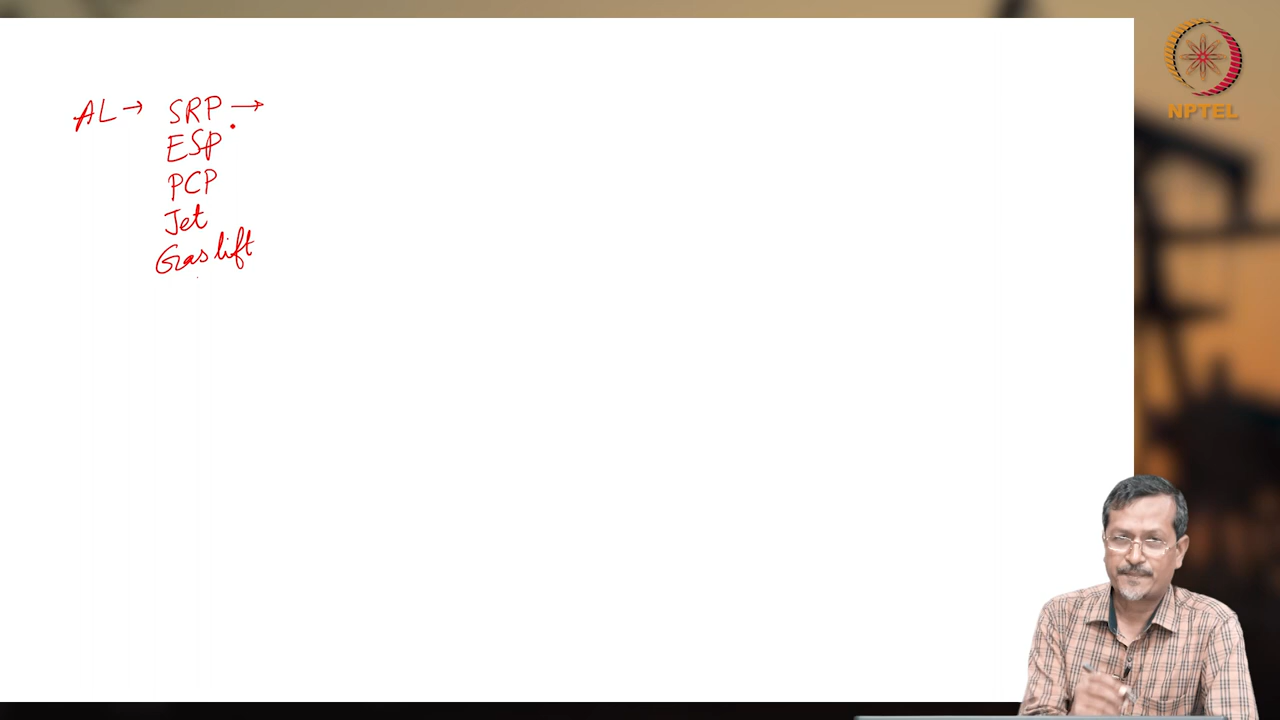 AL → SRP →
ESP
PCP
Jet
Gas lift
NPTEL